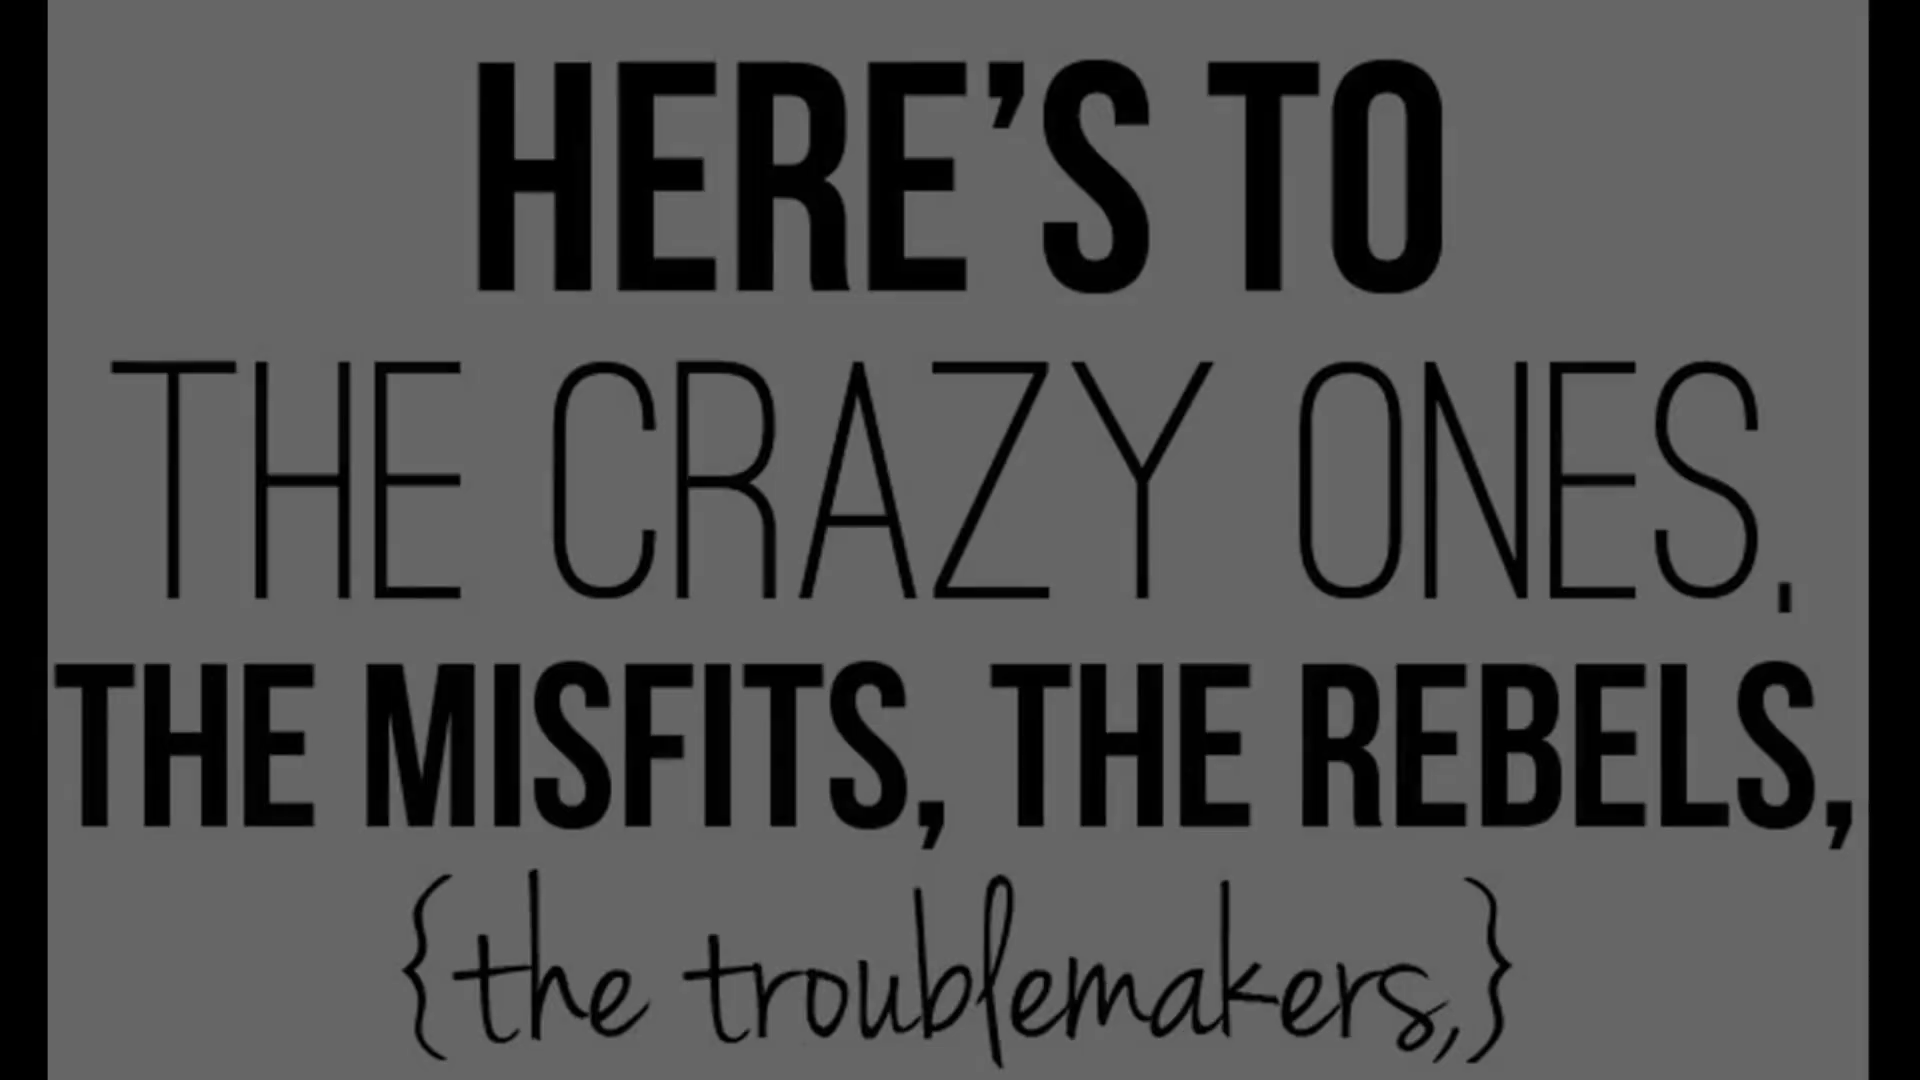 HERE'S TO
THE CRAZY ONES,
THE MISFITS, THE REBELS,
{the troublemakers,}